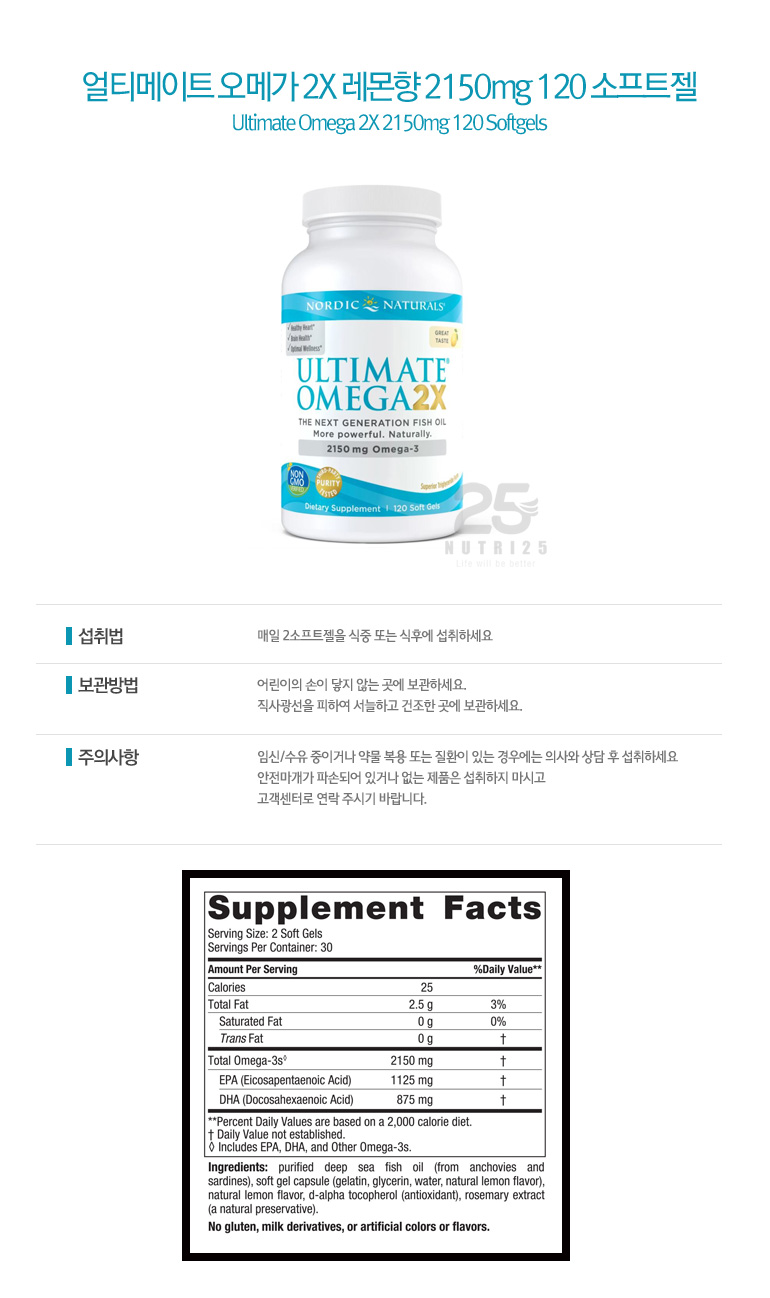 얼티메이트 오메가 2X 레몬향 2150mg 120 소프트젤
Ultimate Omega 2X 2150mg 120 Softgels
NORDIC NATURALS®
✓ Healthy Heart*
✓ Brain Health*
✓ Optimal Wellness*
GREAT
TASTE
ULTIMATE®
OMEGA2X
THE NEXT GENERATION FISH OIL
More powerful. Naturally.
2150 mg Omega-3
NON
GMO
PURITY
TESTED
Superior Triglyceride
Dietary Supplement | 120 Soft Gels
25
NUTRI25
Life will be better
섭취법
매일 2소프트젤을 식중 또는 식후에 섭취하세요
보관방법
어린이의 손이 닿지 않는 곳에 보관하세요.
직사광선을 피하여 서늘하고 건조한 곳에 보관하세요.
주의사항
임신/수유 중이거나 약물 복용 또는 질환이 있는 경우에는 의사와 상담 후 섭취하세요
안전마개가 파손되어 있거나 없는 제품은 섭취하지 마시고
고객센터로 연락 주시기 바랍니다.
Supplement Facts
Serving Size: 2 Soft Gels
Servings Per Container: 30
Amount Per Serving %Daily Value**
Calories 25
Total Fat 2.5 g 3%
Saturated Fat 0 g 0%
Trans Fat 0 g †
Total Omega-3s◊ 2150 mg †
EPA (Eicosapentaenoic Acid) 1125 mg †
DHA (Docosahexaenoic Acid) 875 mg †
**Percent Daily Values are based on a 2,000 calorie diet.
† Daily Value not established.
◊ Includes EPA, DHA, and Other Omega-3s.
Ingredients: purified deep sea fish oil (from anchovies and
sardines), soft gel capsule (gelatin, glycerin, water, natural lemon flavor),
natural lemon flavor, d-alpha tocopherol (antioxidant), rosemary extract
(a natural preservative).
No gluten, milk derivatives, or artificial colors or flavors.